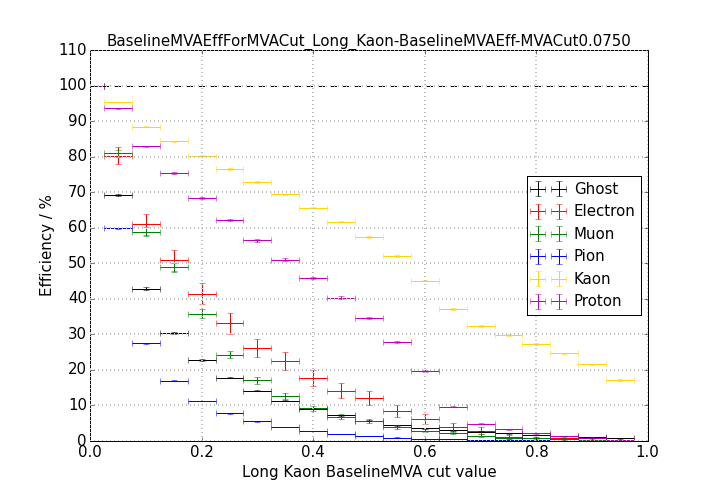 BaselineMVAEffForMVACut_Long_Kaon-BaselineMVAEff-MVACut0.0750
110
100
90
80
70
60
50
40
30
20
10
0
Efficiency / %
Ghost
Electron
Muon
Pion
Kaon
Proton
0.0 0.2 0.4 0.6 0.8 1.0
Long Kaon BaselineMVA cut value